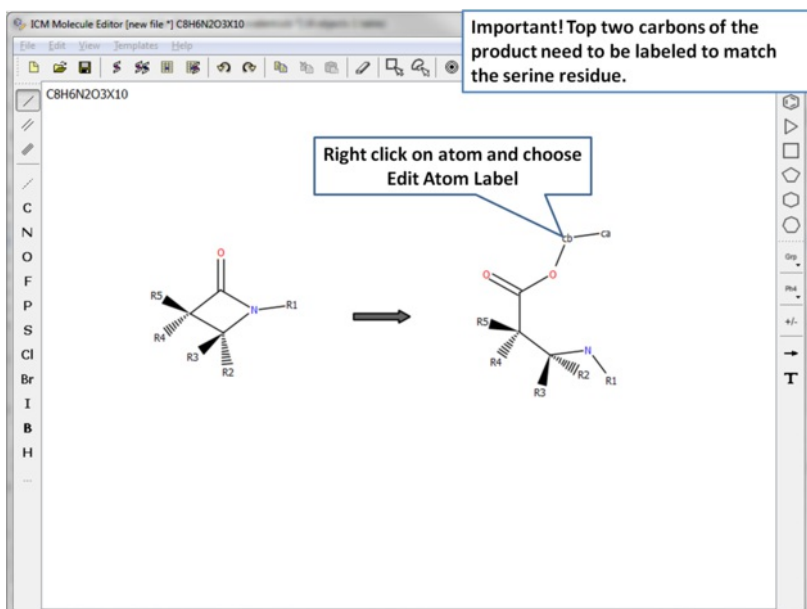 ICM Molecule Editor [new file *] C8H6N2O3X10
File Edit View Templates Help
Important! Top two carbons of the
product need to be labeled to match
the serine residue.
C8H6N2O3X10
Right click on atom and choose
Edit Atom Label
cb ca
O
O
O
R5
R5
N
R1
R4
N
R3
R4
R2
R2
R1
R3
C
N
O
F
P
S
Cl
Br
I
B
H
...
Grp
Ph4
+/-
T